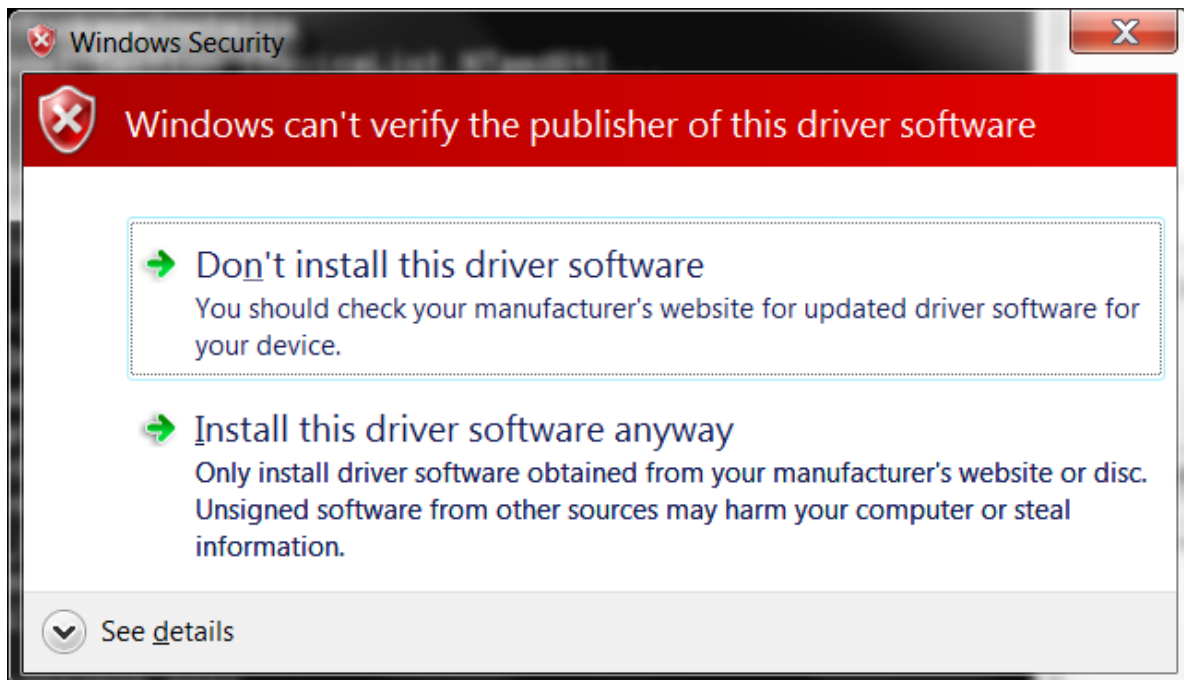 Windows Security
Windows can't verify the publisher of this driver software
Don't install this driver software
You should check your manufacturer's website for updated driver software for
your device.
Install this driver software anyway
Only install driver software obtained from your manufacturer's website or disc.
Unsigned software from other sources may harm your computer or steal
information.
See details